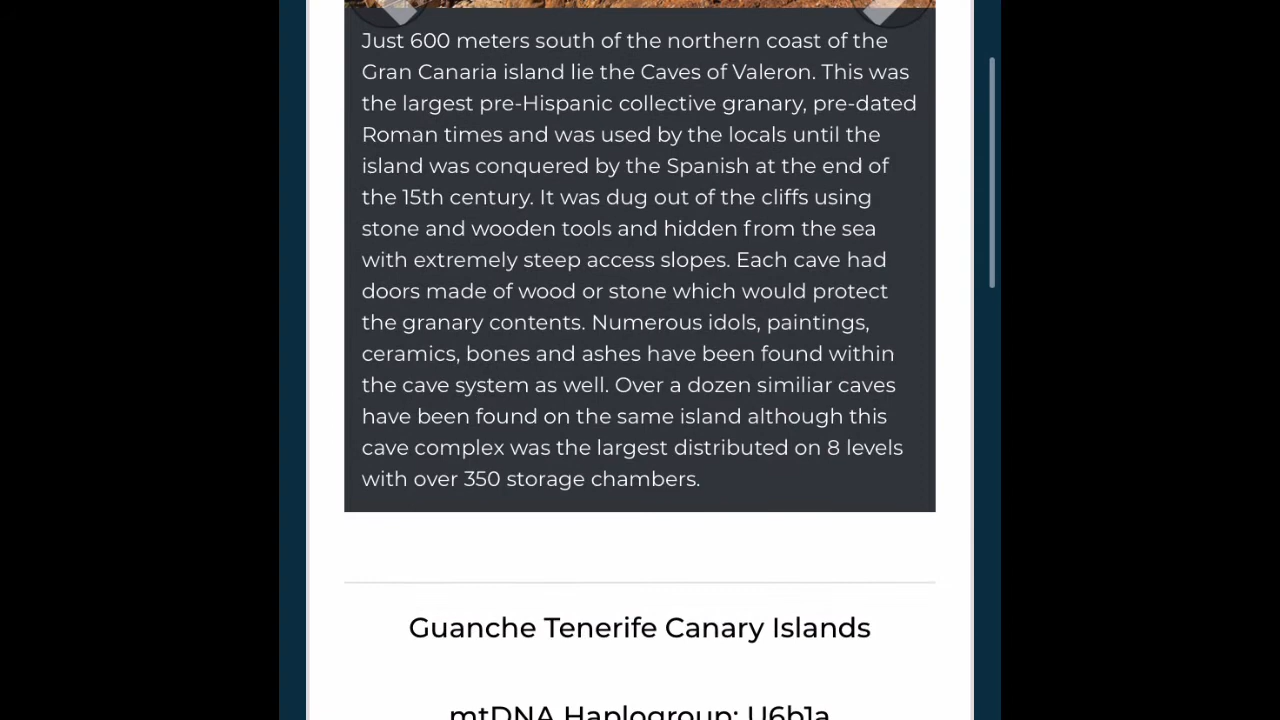 Just 600 meters south of the northern coast of the
Gran Canaria island lie the Caves of Valeron. This was
the largest pre-Hispanic collective granary, pre-dated
Roman times and was used by the locals until the
island was conquered by the Spanish at the end of
the 15th century. It was dug out of the cliffs using
stone and wooden tools and hidden from the sea
with extremely steep access slopes. Each cave had
doors made of wood or stone which would protect
the granary contents. Numerous idols, paintings,
ceramics, bones and ashes have been found within
the cave system as well. Over a dozen similiar caves
have been found on the same island although this
cave complex was the largest distributed on 8 levels
with over 350 storage chambers.
Guanche Tenerife Canary Islands
mtDNA Haplogroup: U6b1a